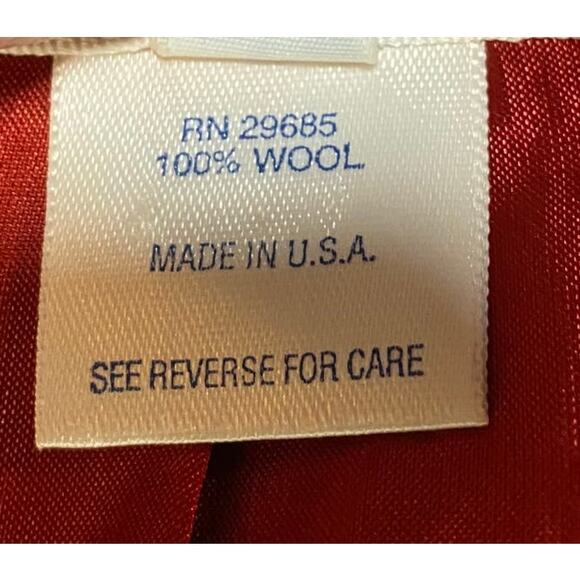 RN 29685
100% WOOL
MADE IN U.S.A.
SEE REVERSE FOR CARE